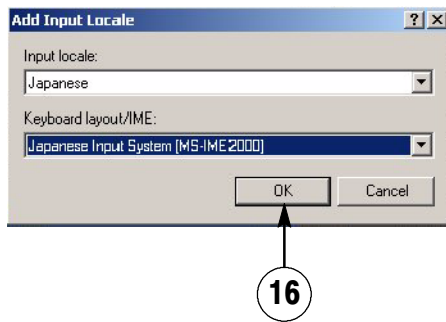 Add Input Locale
Input locale:
Japanese
Keyboard layout/IME:
Japanese Input System (MS-IME2000)
OK Cancel
16